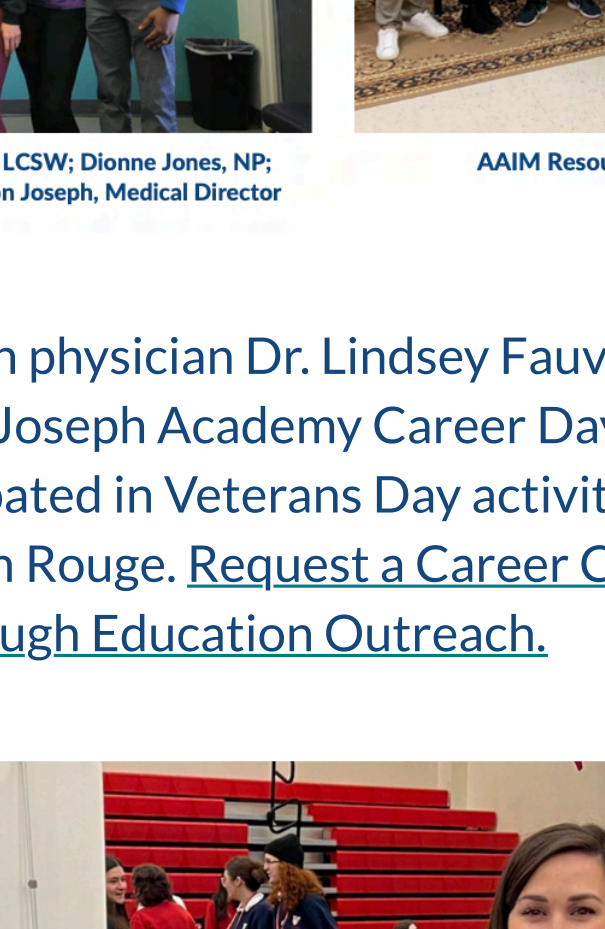 LCSW; Dionne Jones, NP;
n Joseph, Medical Director
AAIM Resou
n physician Dr. Lindsey Fauv
Joseph Academy Career Day
pated in Veterans Day activit
n Rouge. Request a Career C
ugh Education Outreach.